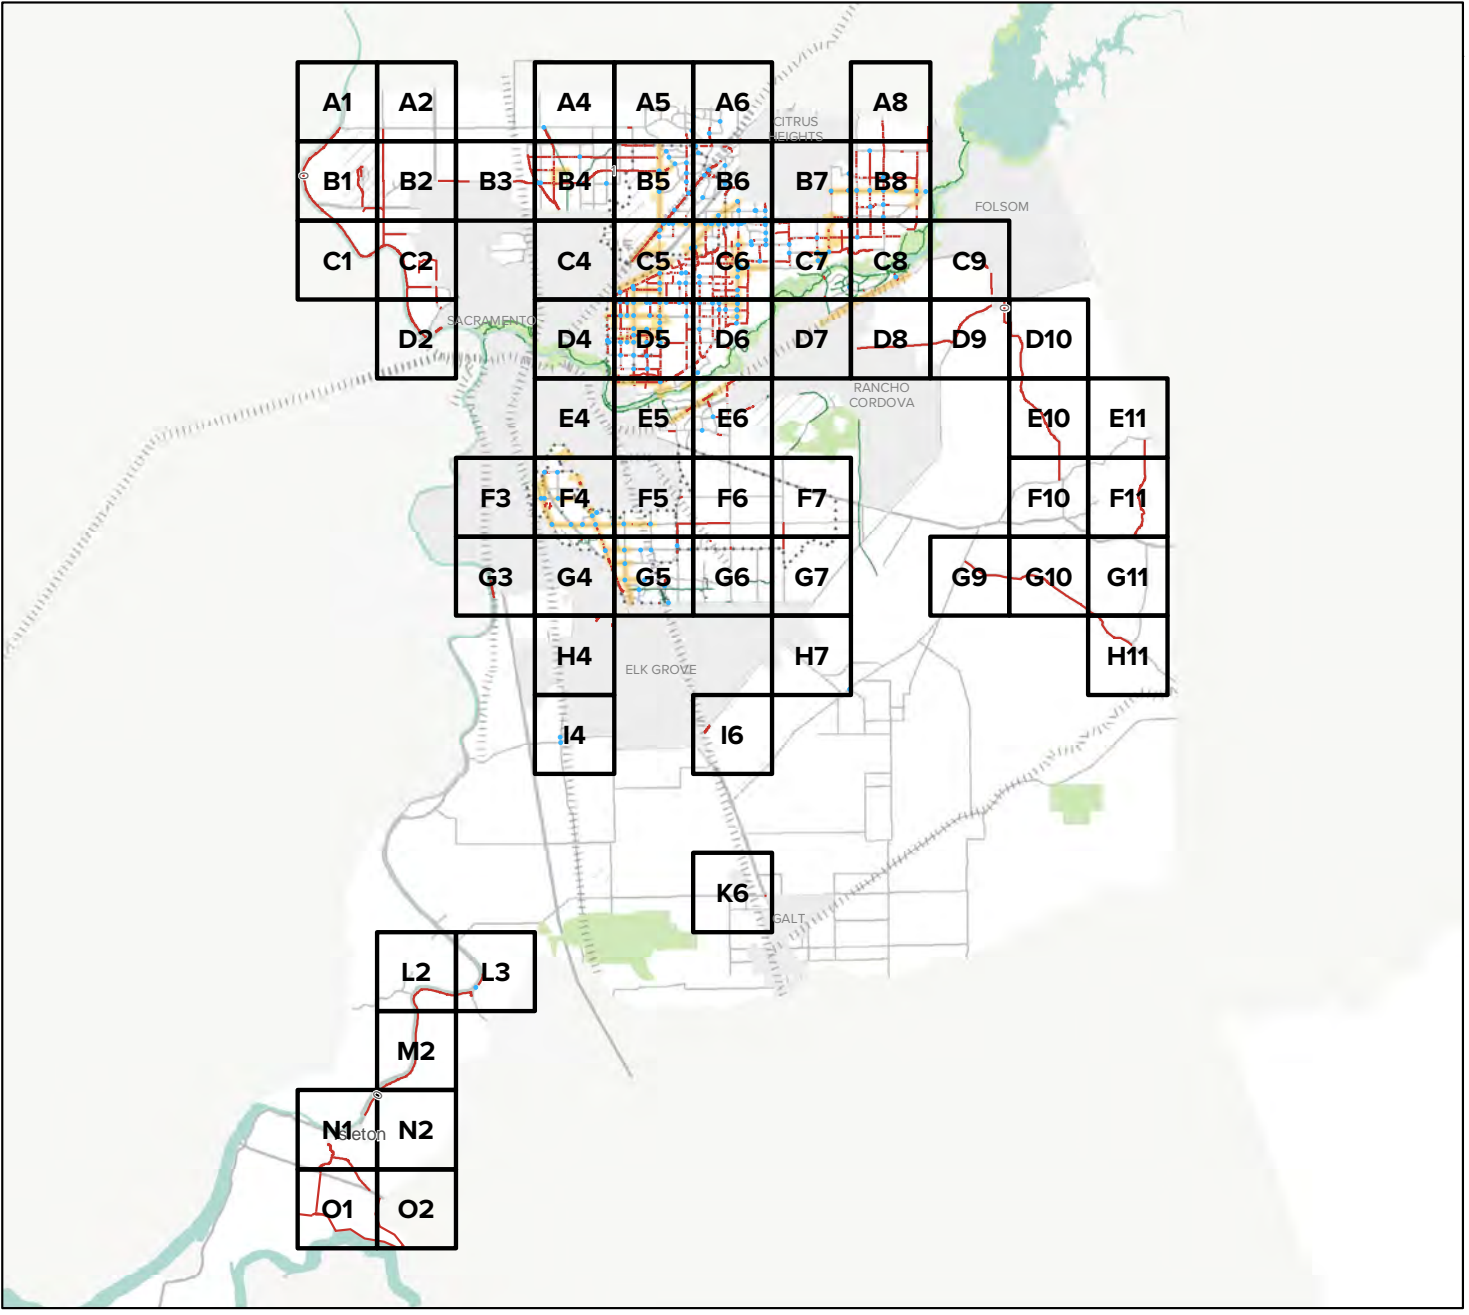 A1 A2 A4 A5 A6 A8
CITRUS
HEIGHTS
B1 B2 B3 B4 B5 B6 B7 B8
FOLSOM
C1 C2 C4 C5 C6 C7 C8 C9
SACRAMENTO
D2 D4 D5 D6 D7 D8 D9 D10
RANCHO
CORDOVA
E4 E5 E6 E10 E11
F3 F4 F5 F6 F7 F10 F11
G3 G4 G5 G6 G7 G9 G10 G11
H4 H7 H11
ELK GROVE
I4 I6
K6
GALT
L2 L3
M2
N1 N2
O1 O2